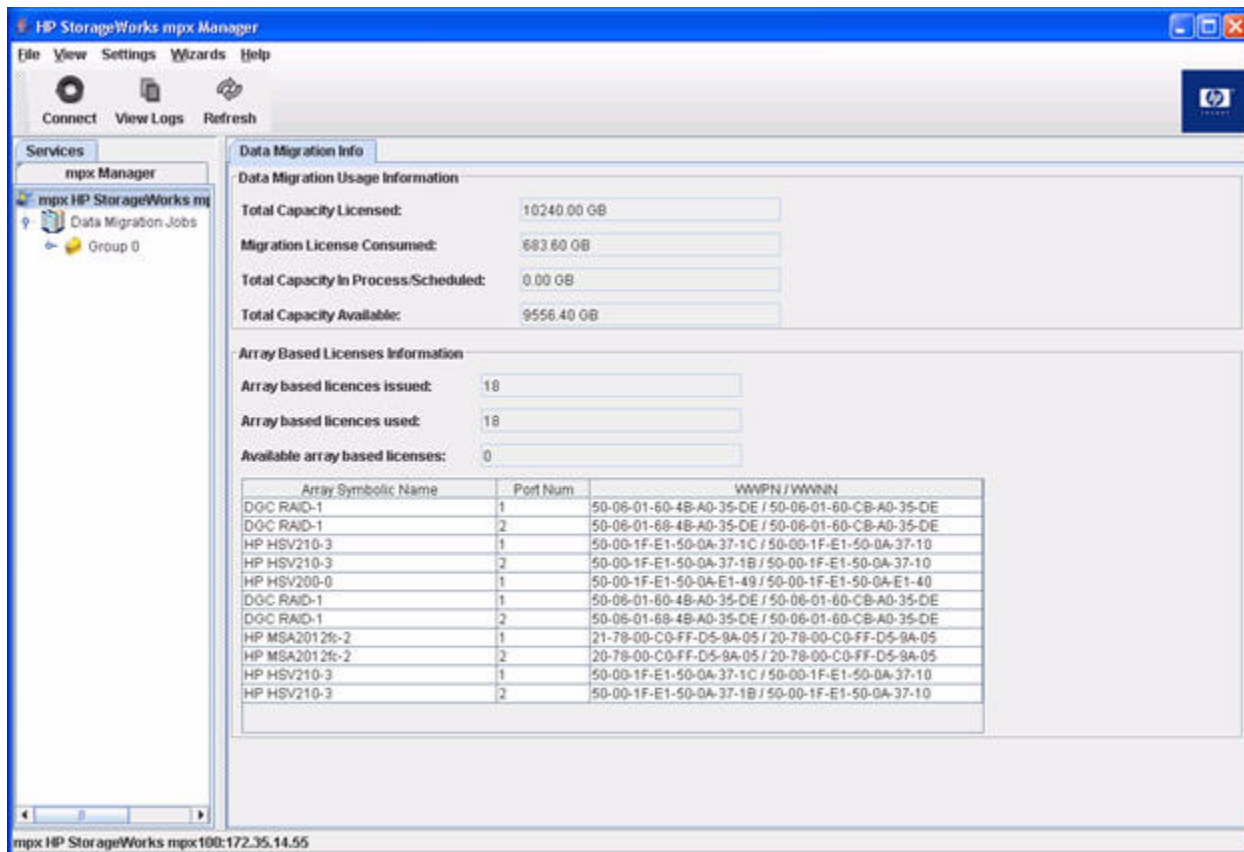 HP StorageWorks mpx Manager
File View Settings Wizards Help
Connect View Logs Refresh
hp
Services
mpx Manager
mpx HP StorageWorks mp
Data Migration Jobs
Group 0
Data Migration Info
Data Migration Usage Information
Total Capacity Licensed: 10240.00 GB
Migration License Consumed: 683.60 GB
Total Capacity In Process/Scheduled: 0.00 GB
Total Capacity Available: 9556.40 GB
Array Based Licenses Information
Array based licences issued: 18
Array based licences used: 18
Available array based licenses: 0
Array Symbolic Name Port Num WWPN / WWNN
DGC RAID-1 1 50-06-01-60-4B-A0-35-DE / 50-06-01-60-CB-A0-35-DE
DGC RAID-1 2 50-06-01-68-4B-A0-35-DE / 50-06-01-60-CB-A0-35-DE
HP HSV210-3 1 50-00-1F-E1-50-0A-37-1C / 50-00-1F-E1-50-0A-37-10
HP HSV210-3 2 50-00-1F-E1-50-0A-37-1B / 50-00-1F-E1-50-0A-37-10
HP HSV200-0 1 50-00-1F-E1-50-0A-E1-49 / 50-00-1F-E1-50-0A-E1-40
DGC RAID-1 1 50-06-01-60-4B-A0-35-DE / 50-06-01-60-CB-A0-35-DE
DGC RAID-1 2 50-06-01-68-4B-A0-35-DE / 50-06-01-60-CB-A0-35-DE
HP MSA2012fc-2 1 21-78-00-C0-FF-D5-9A-05 / 20-78-00-C0-FF-D5-9A-05
HP MSA2012fc-2 2 20-78-00-C0-FF-D5-9A-05 / 20-78-00-C0-FF-D5-9A-05
HP HSV210-3 1 50-00-1F-E1-50-0A-37-1C / 50-00-1F-E1-50-0A-37-10
HP HSV210-3 2 50-00-1F-E1-50-0A-37-1B / 50-00-1F-E1-50-0A-37-10
mpx HP StorageWorks mpx100:172.35.14.55